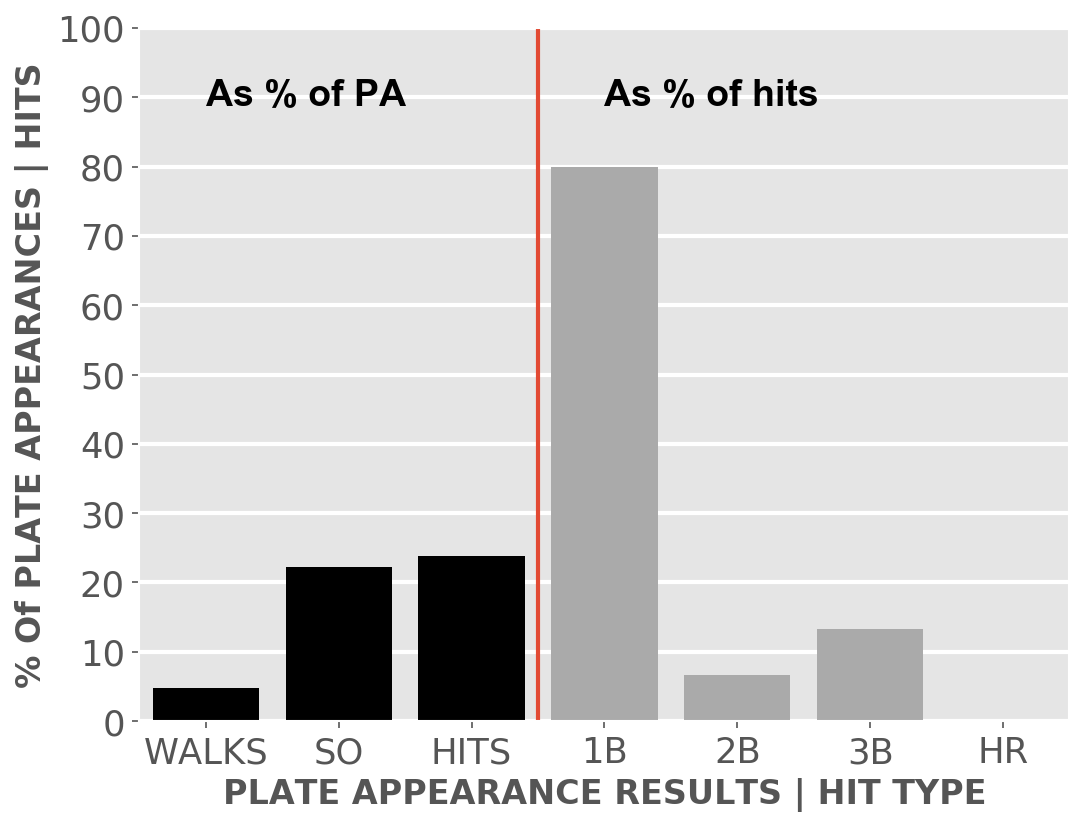 % Of PLATE APPEARANCES | HITS
100
90
80
70
60
50
40
30
20
10
0
As % of PA
As % of hits
WALKS SO HITS 1B 2B 3B HR
PLATE APPEARANCE RESULTS | HIT TYPE